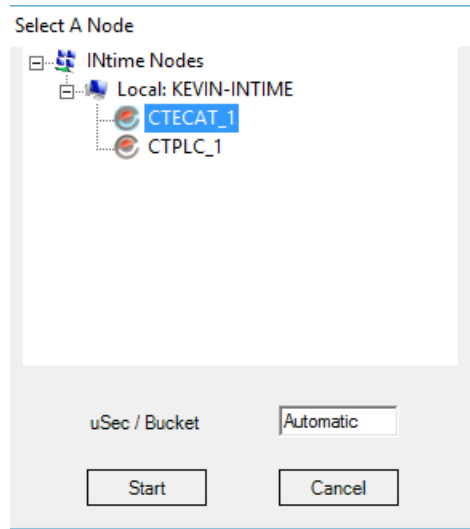 Select A Node
INtime Nodes
Local: KEVIN-INTIME
CTECAT_1
CTPLC_1
uSec / Bucket Automatic
Start Cancel